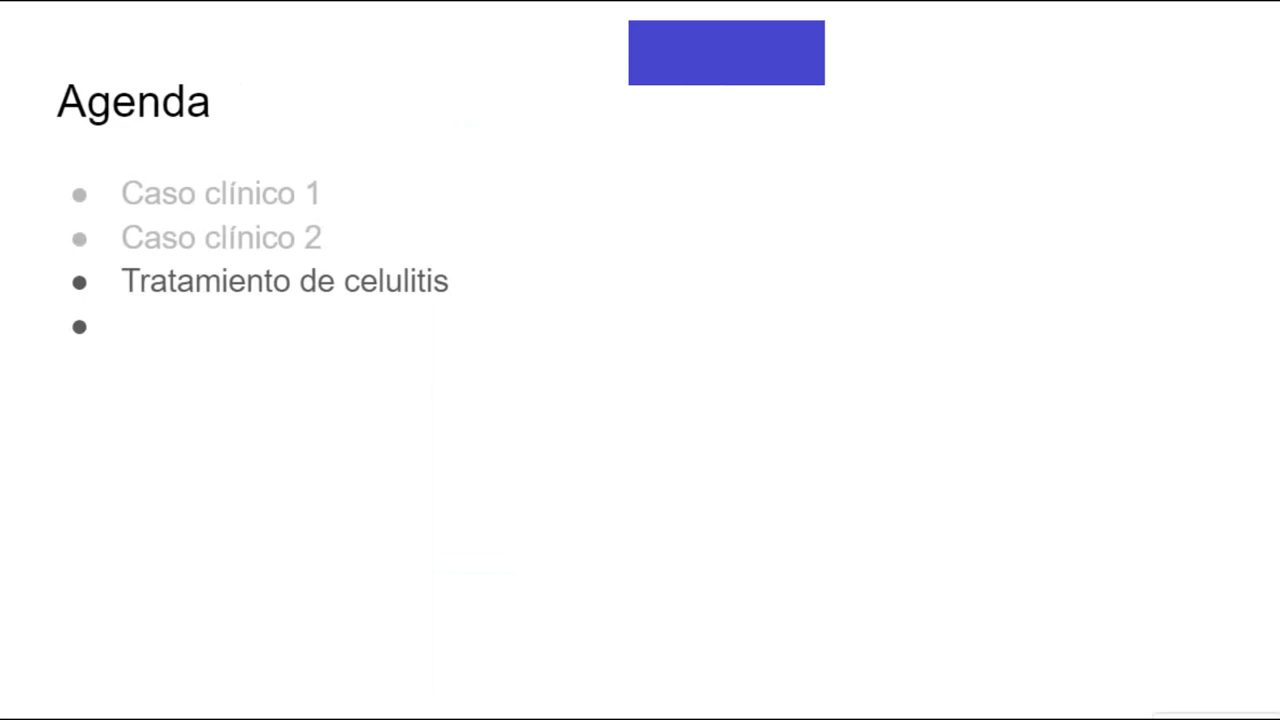 Agenda
● Caso clínico 1
● Caso clínico 2
● Tratamiento de celulitis
●